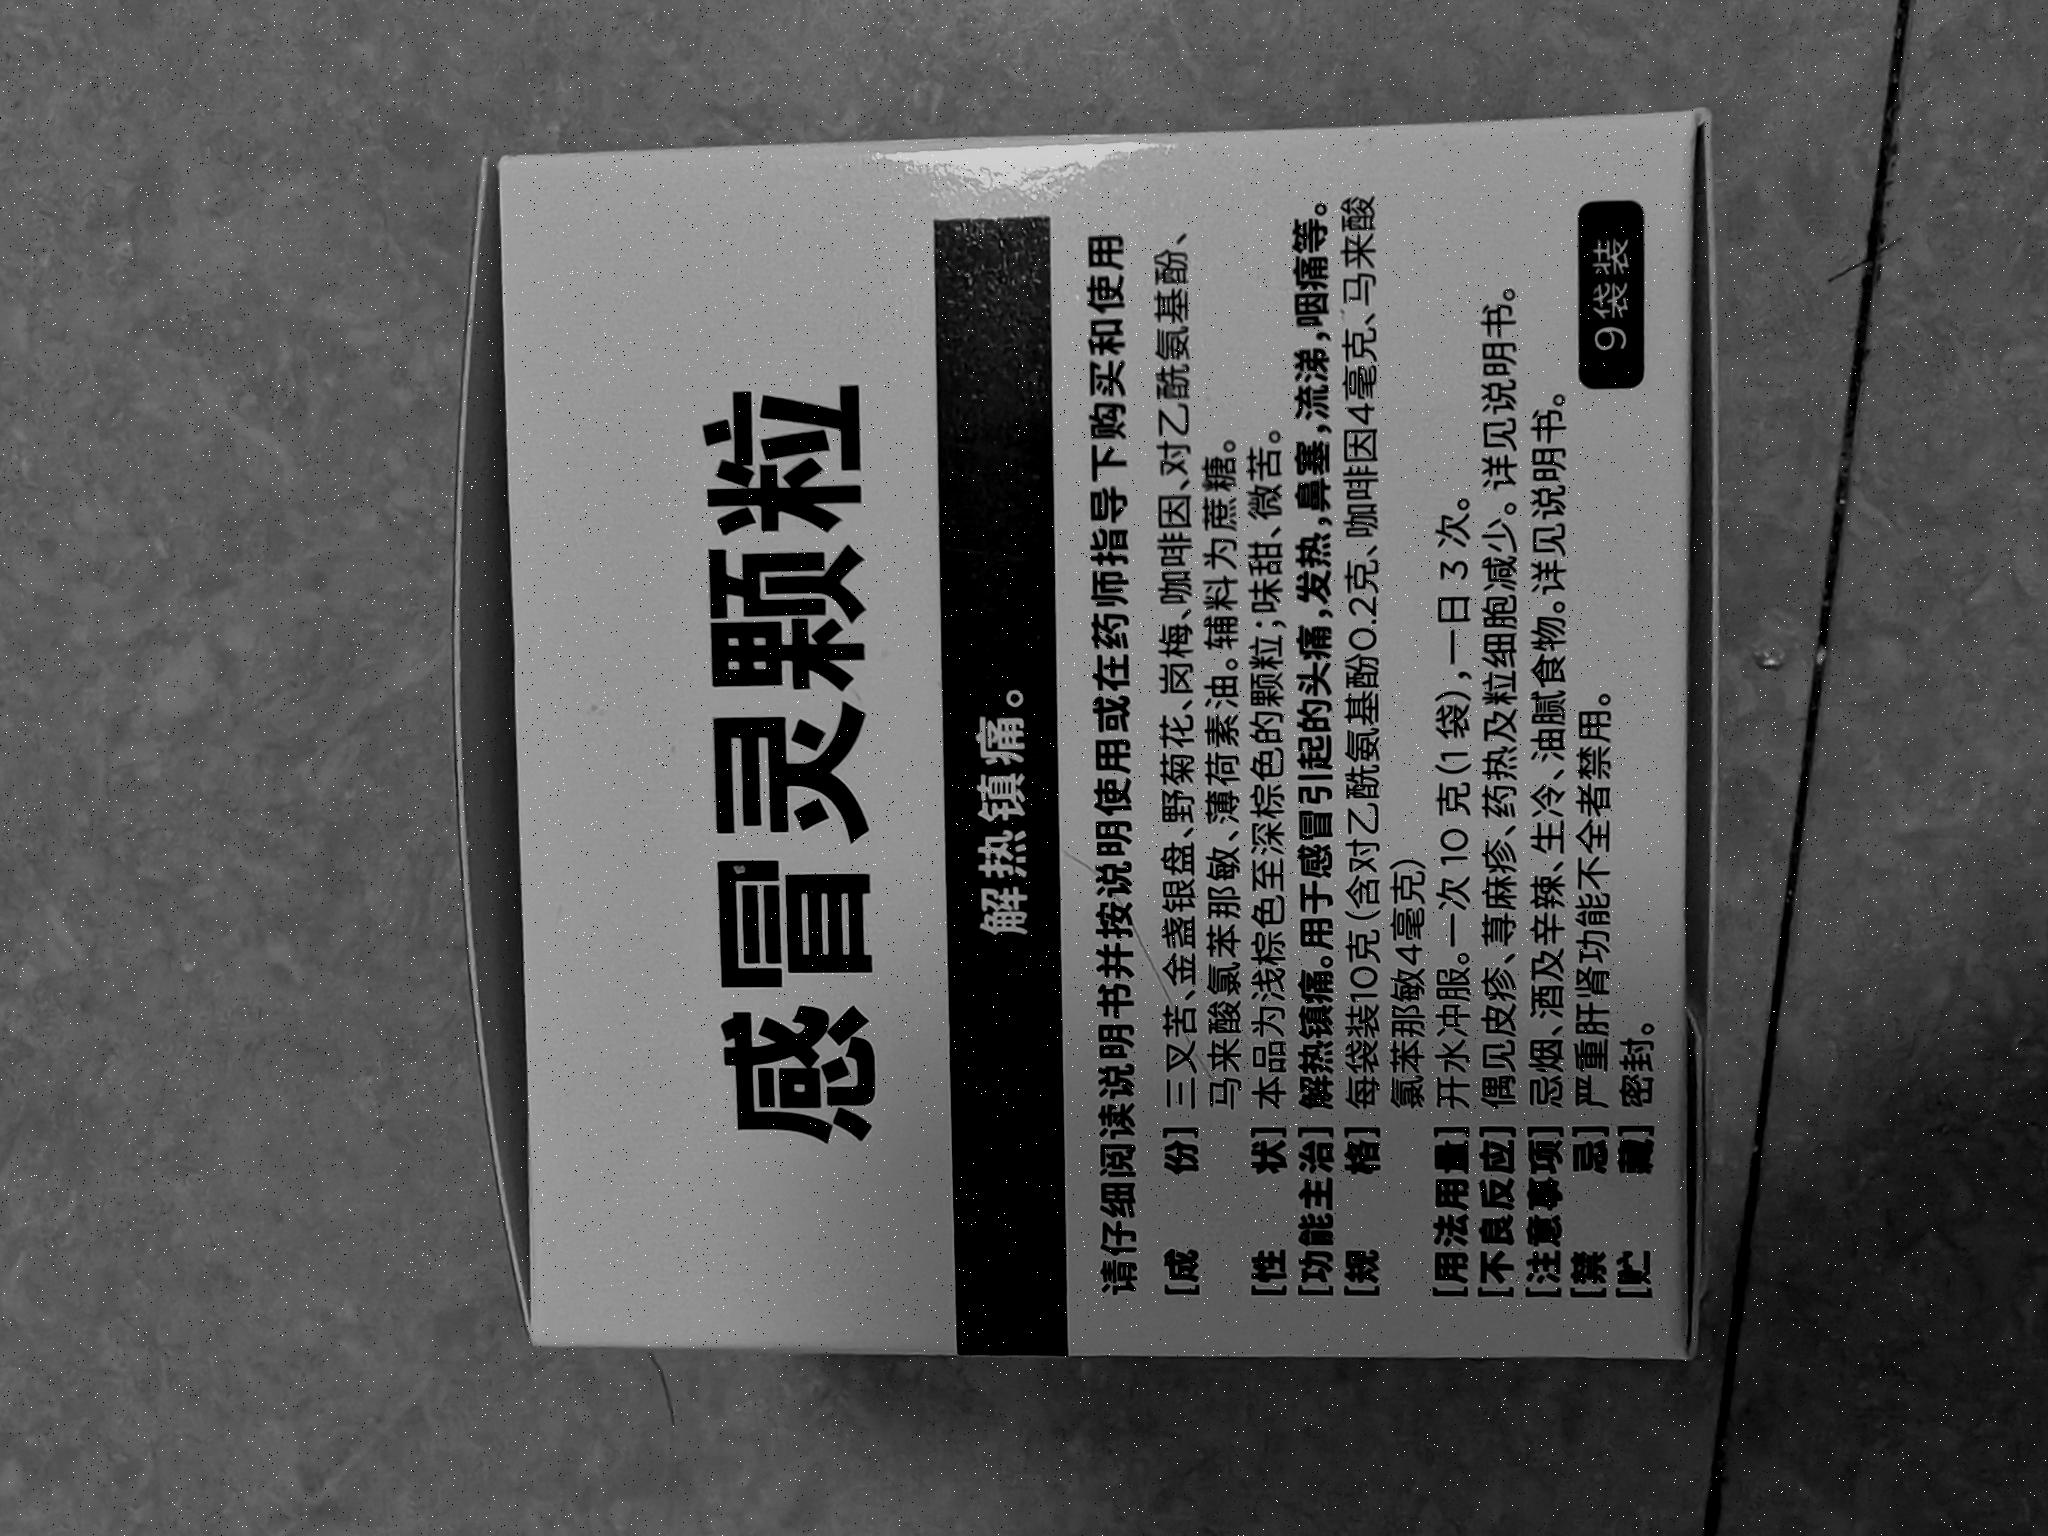 感冒灵颗粒
解热镇痛。
请仔细阅读说明书并按说明使用或在药师指导下购买和使用
[成 份] 三叉苦、金盏银盘、野菊花、岗梅、咖啡因、对乙酰氨基酚、
马来酸氯苯那敏、薄荷素油。辅料为蔗糖。
[性 状] 本品为浅棕色至深棕色的颗粒；味甜、微苦。
[功能主治] 解热镇痛。用于感冒引起的头痛，发热，鼻塞，流涕，咽痛等。
[规 格] 每袋装10克（含对乙酰氨基酚0.2克、咖啡因4毫克、马来酸
氯苯那敏4毫克）
[用法用量] 开水冲服。一次 10 克（1 袋），一日 3 次。
[不良反应] 偶见皮疹、荨麻疹、药热及粒细胞减少。详见说明书。
[注意事项] 忌烟、酒及辛辣、生冷、油腻食物。详见说明书。
[禁 忌] 严重肝肾功能不全者禁用。
[贮 藏] 密封。
9袋装